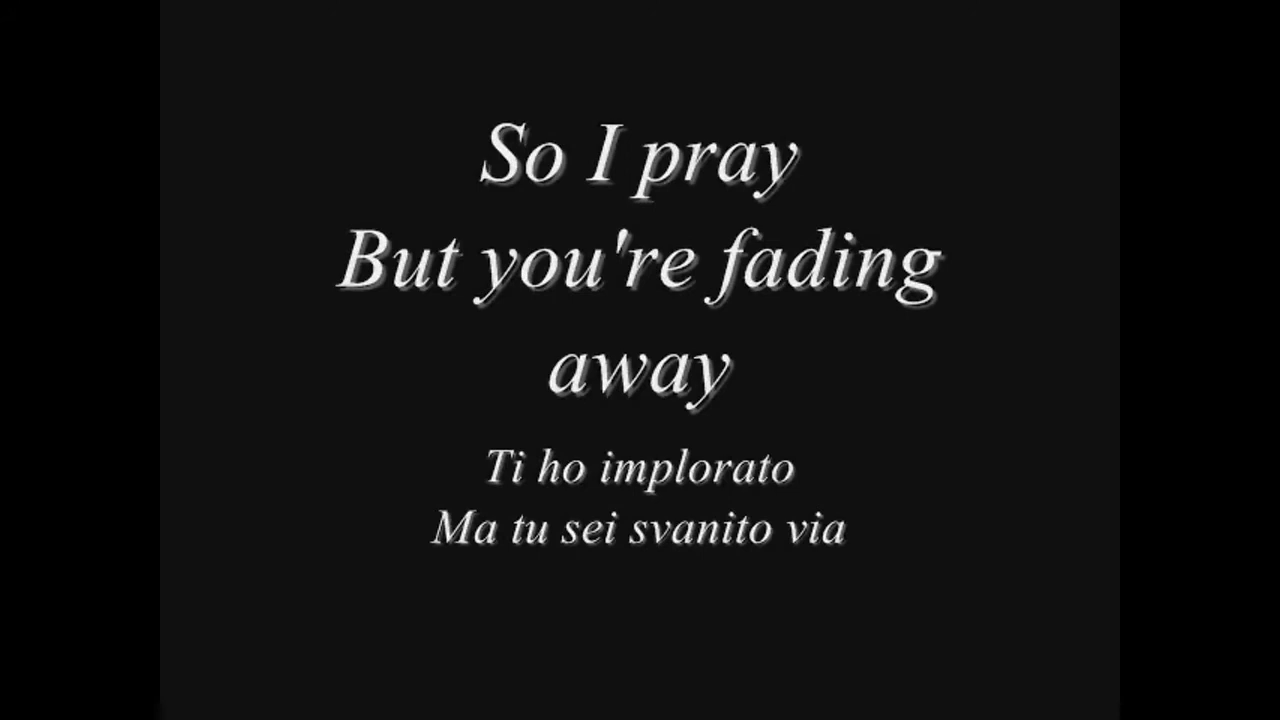 So I pray
But you're fading
away
Ti ho implorato
Ma tu sei svanito via